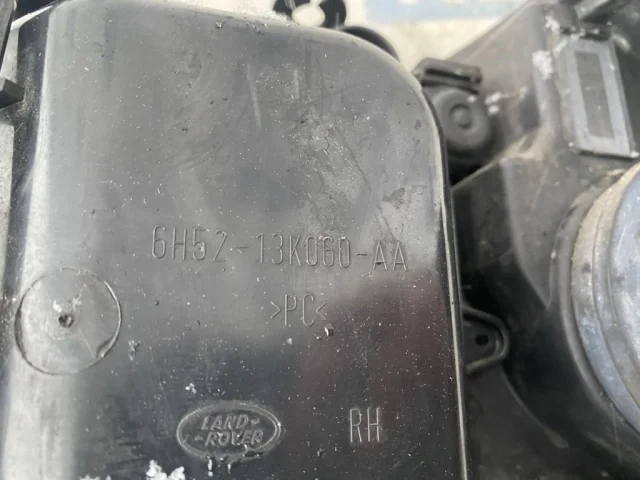 6H52-13K060-AA
>PC<
LAND-
-ROVER
RH